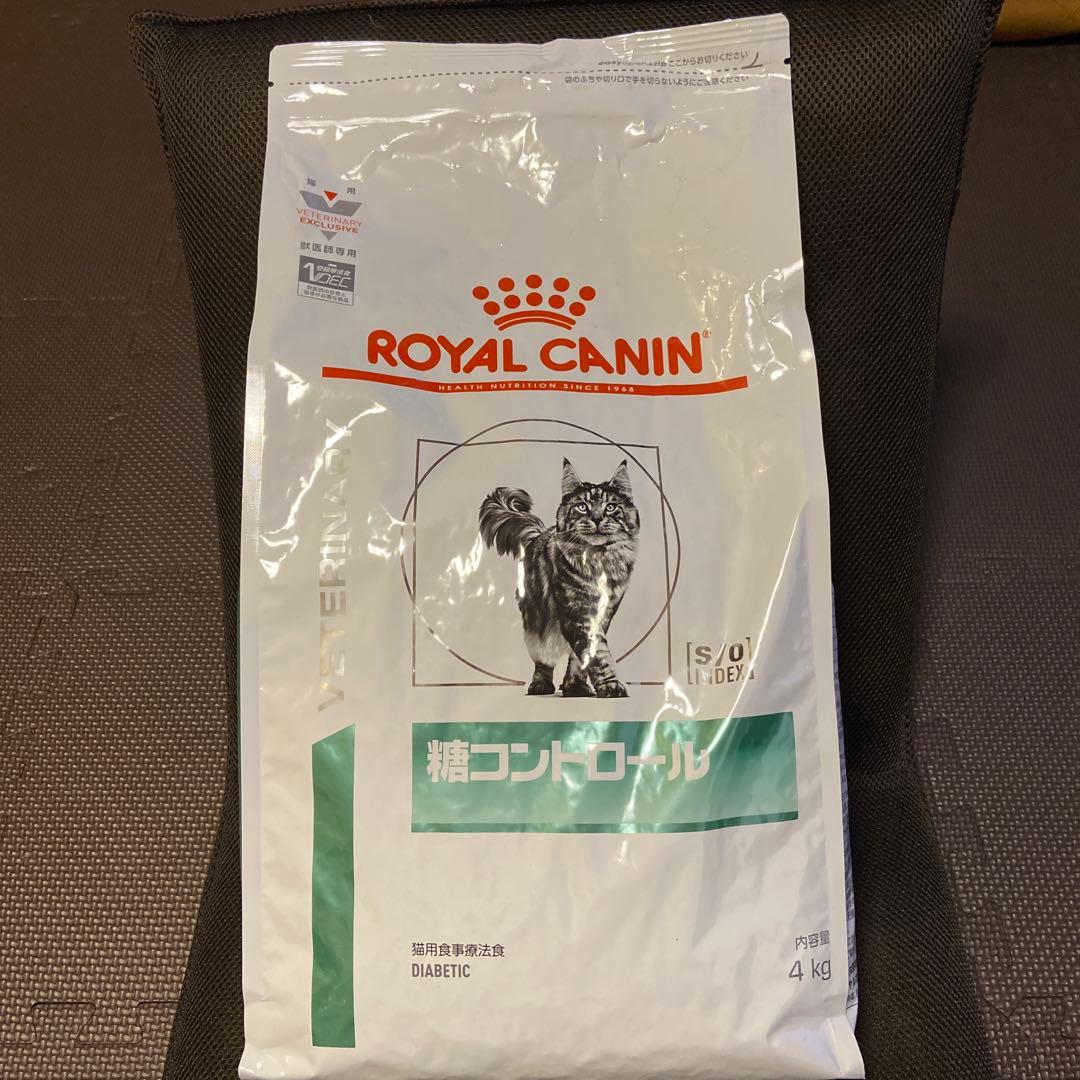 ここからお切りください
袋のふちや切り口で手を切らないようにご注意ください
猫 用
VETERINARY
EXCLUSIVE
獣医師専用
ROYAL CANIN®
HEALTH NUTRITION SINCE 1968
VETERINARY
[S/O]
INDEX
糖コントロール
猫用食事療法食
DIABETIC
内容量
4 kg